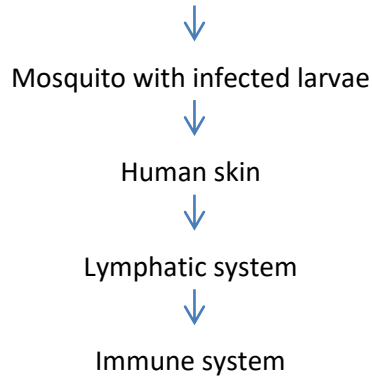 Mosquito with infected larvae
Human skin
Lymphatic system
Immune system